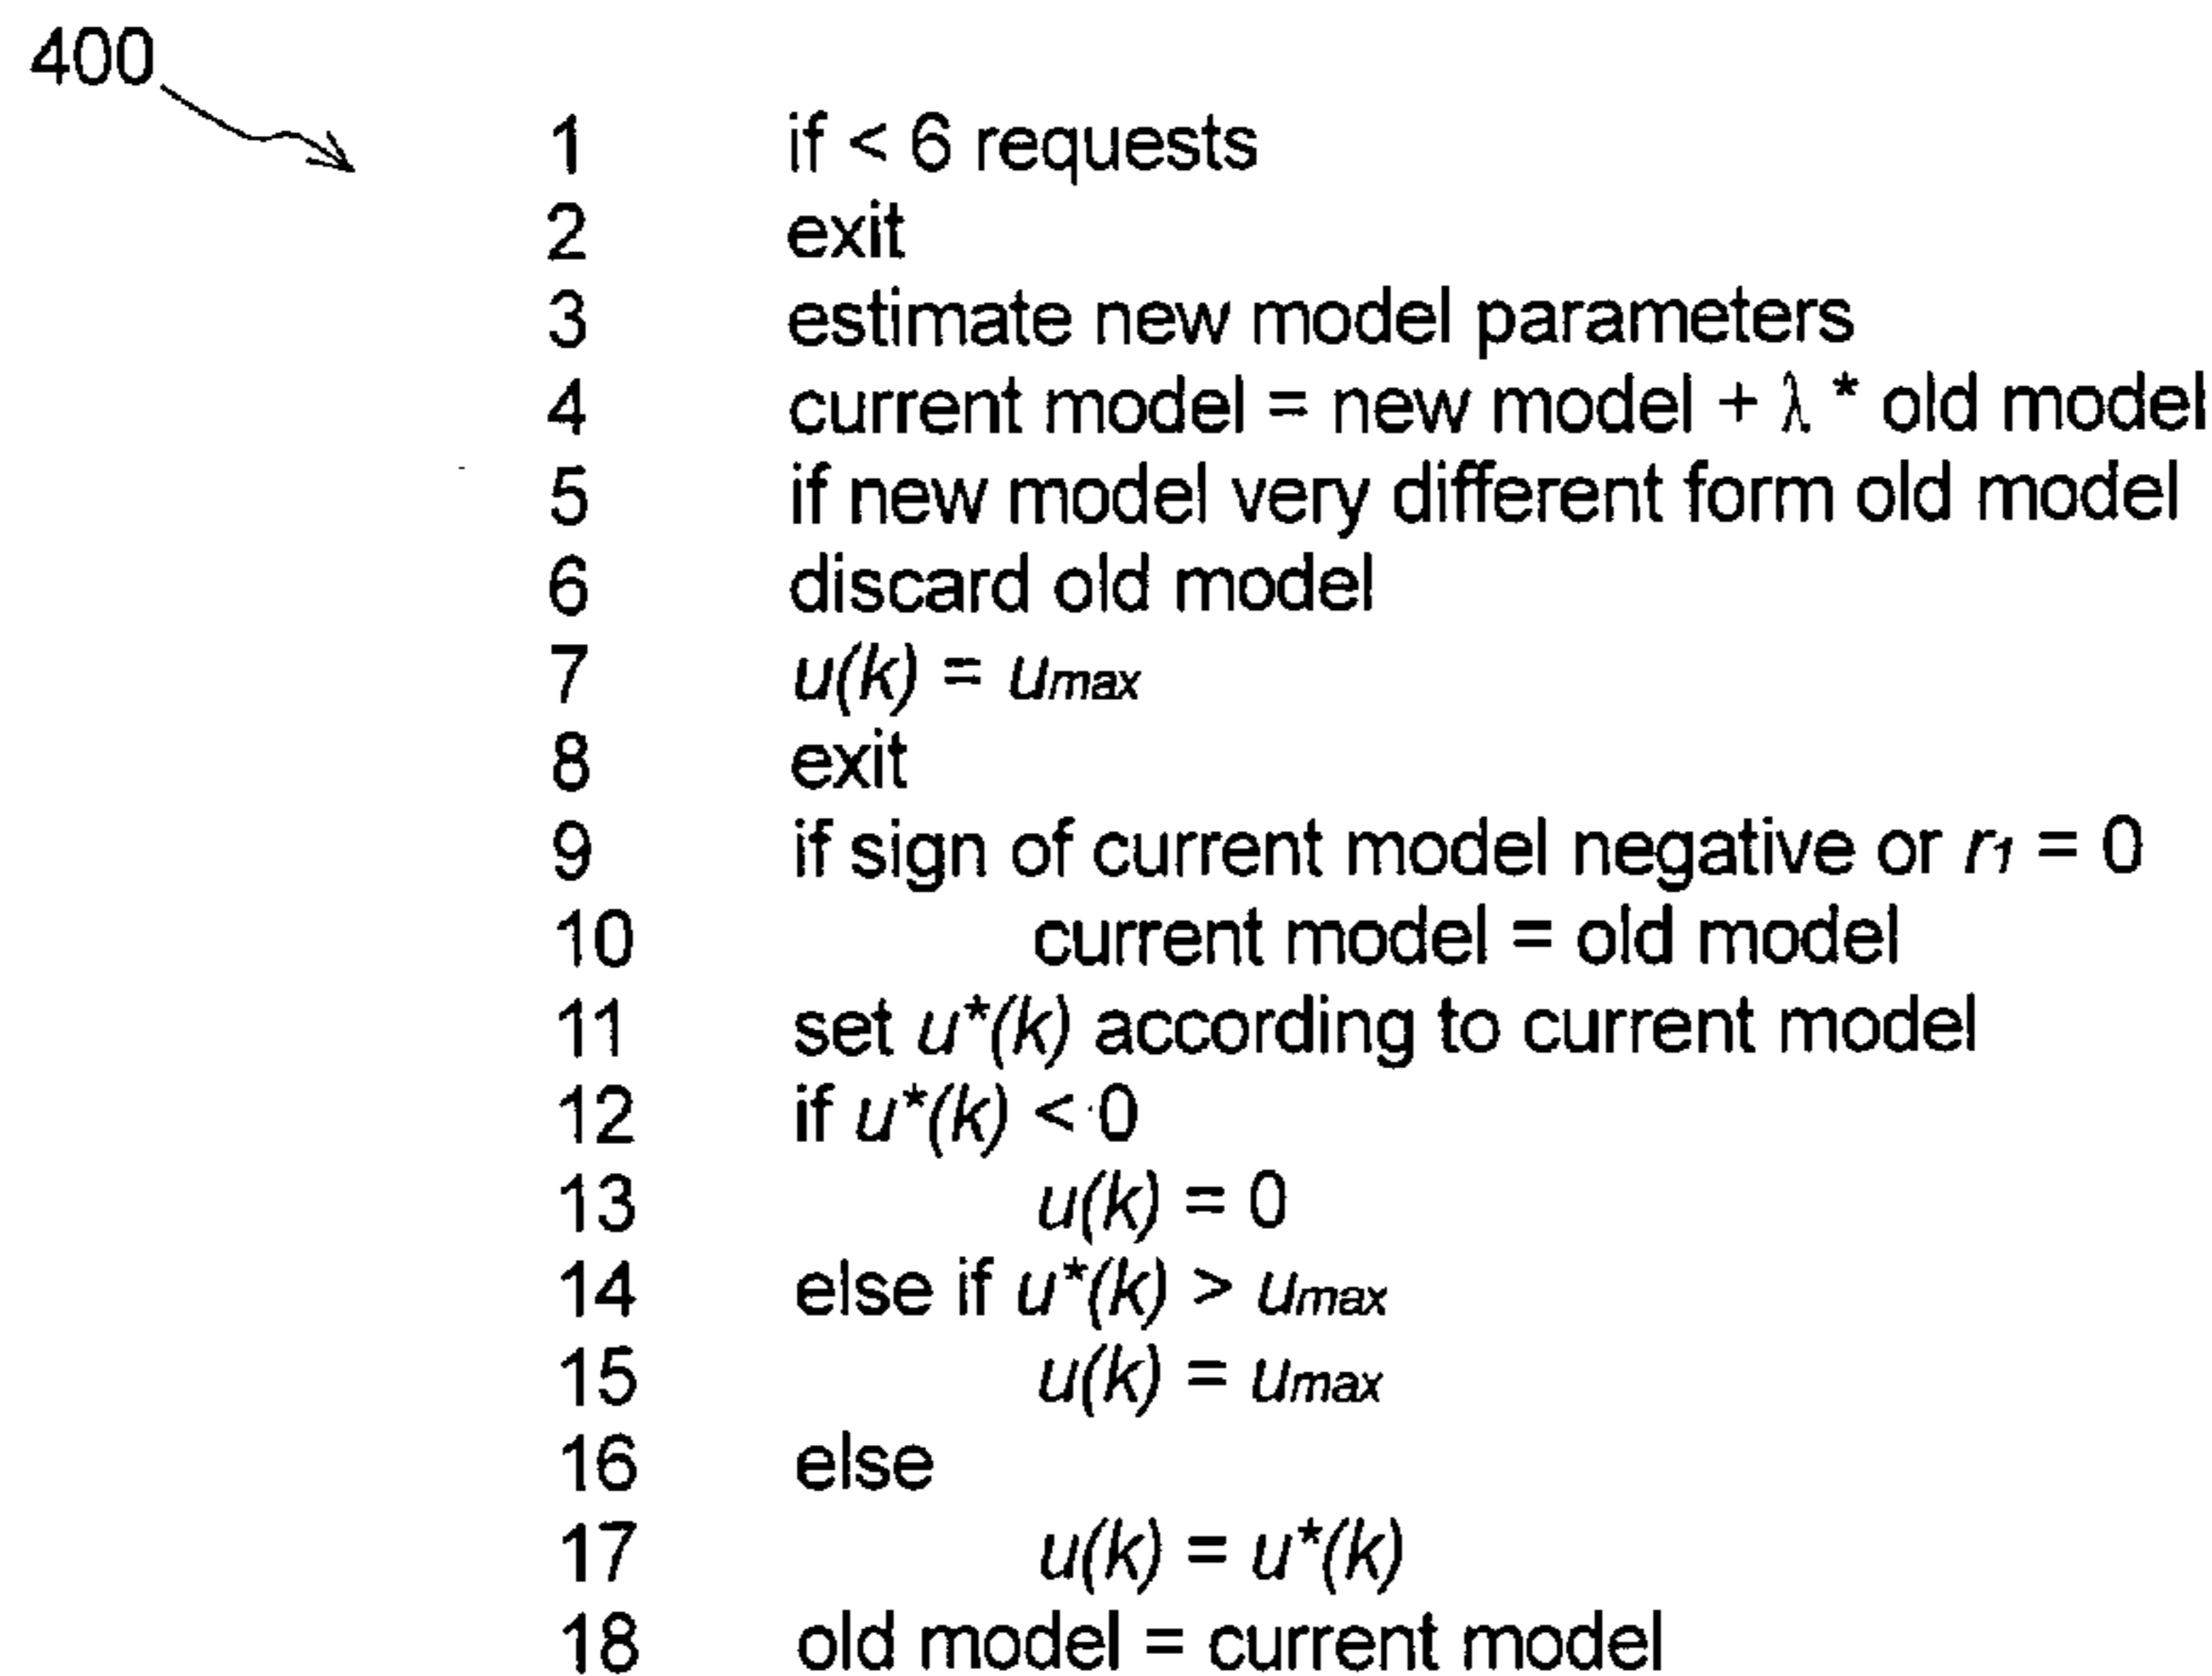 400
1 if < 6 requests
2 exit
3 estimate new model parameters
4 current model = new model + λ * old model
5 if new model very different form old model
6 discard old model
7 u(k) = umax
8 exit
9 if sign of current model negative or r1 = 0
10 current model = old model
11 set u*(k) according to current model
12 if u*(k) < 0
13 u(k) = 0
14 else if u*(k) > umax
15 u(k) = umax
16 else
17 u(k) = u*(k)
18 old model = current model